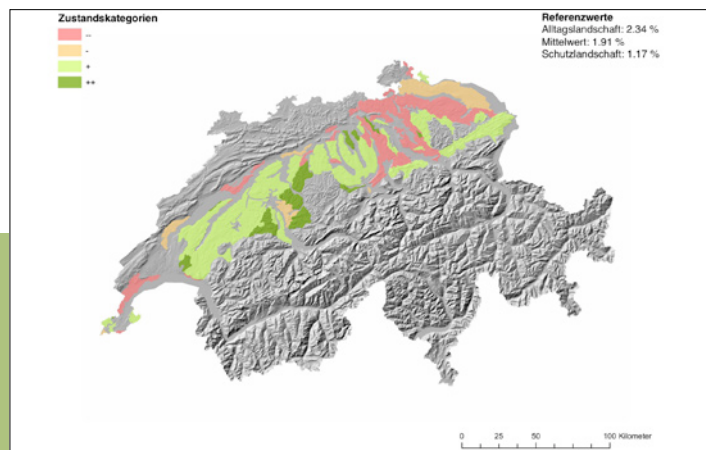 Zustandskategorien
--
-
+
++
Referenzwerte
Alltagslandschaft: 2.34 %
Mittelwert: 1.91 %
Schutzlandschaft: 1.17 %
0 25 50 100 Kilometer